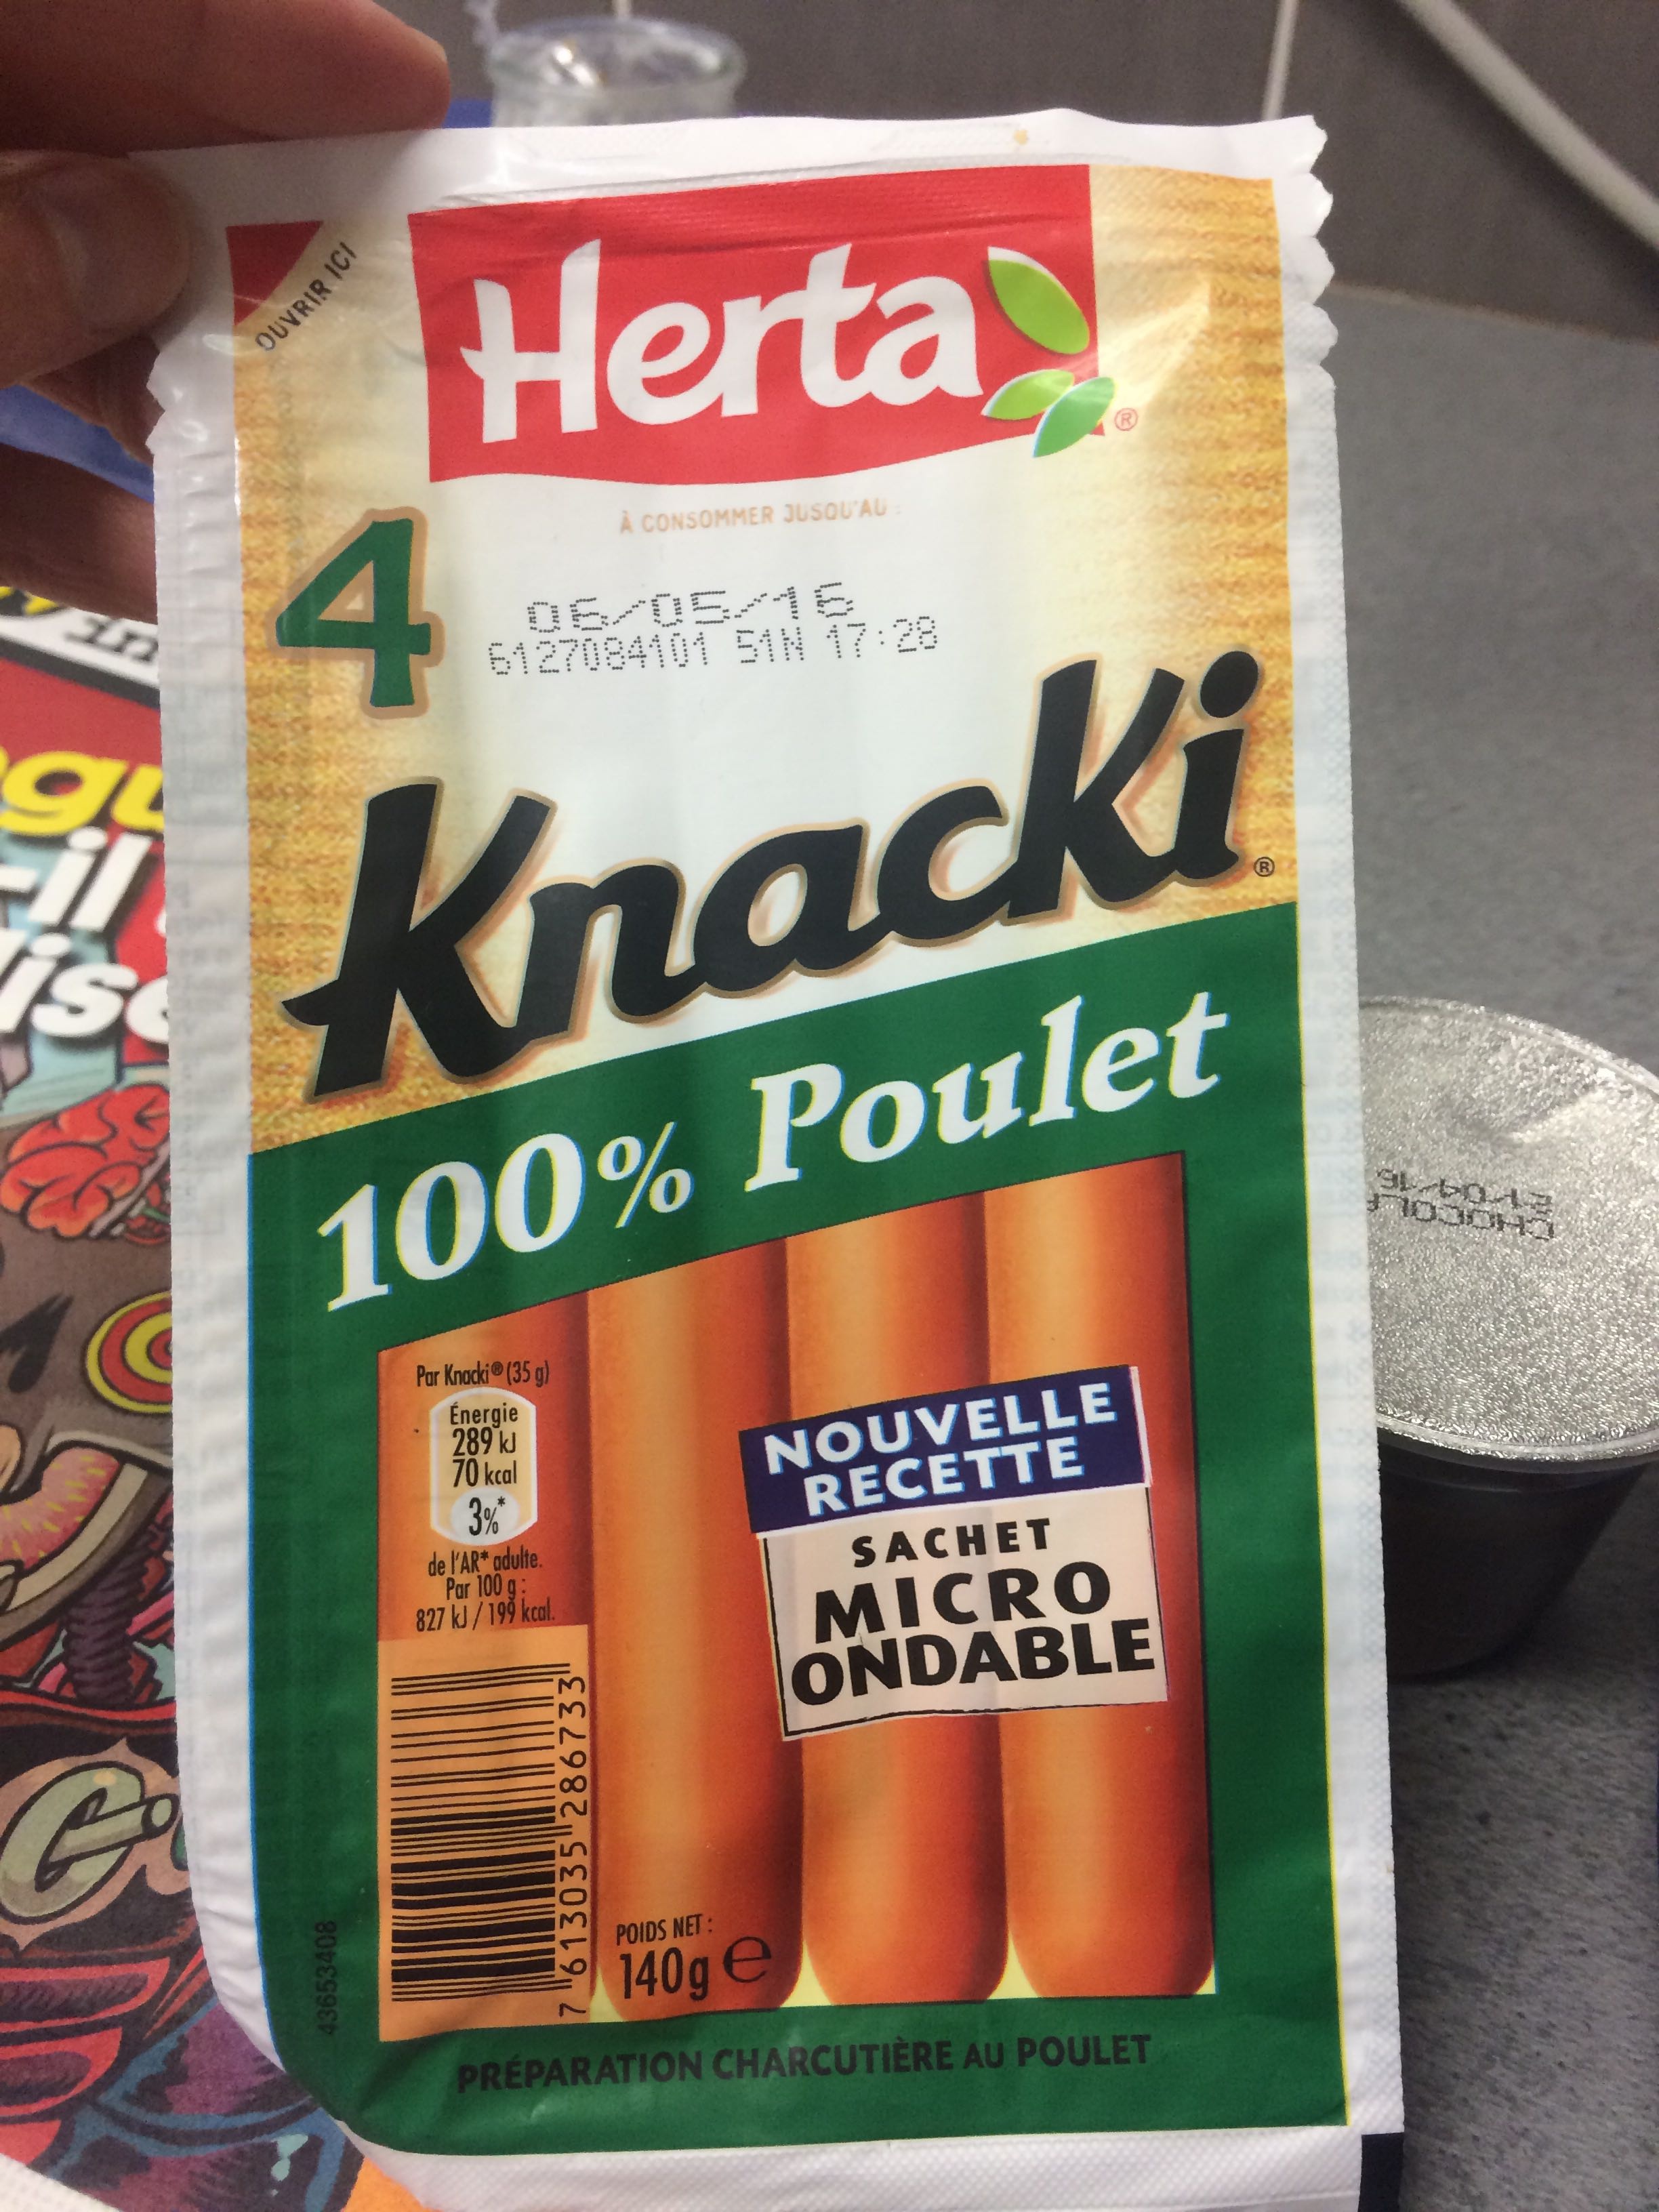 OUVRIR ICI
Herta
®
À CONSOMMER JUSQU'AU :
4
06/05/16
6127084101 51N 17:28
Knacki
®
100% Poulet
Par Knacki® (35 g)
Énergie
289 kJ
70 kcal
3%*
de l'AR* adulte.
Par 100 g :
827 kJ / 199 kcal.
NOUVELLE
RECETTE
SACHET
MICRO
ONDABLE
7 613035 286733
43653408
POIDS NET :
140g e
PRÉPARATION CHARCUTIÈRE AU POULET